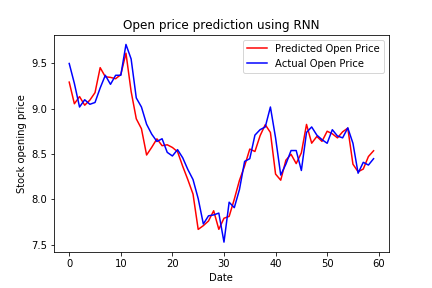 Open price prediction using RNN
Predicted Open Price
Actual Open Price
Stock opening price
9.5
9.0
8.5
8.0
7.5
0 10 20 30 40 50 60
Date